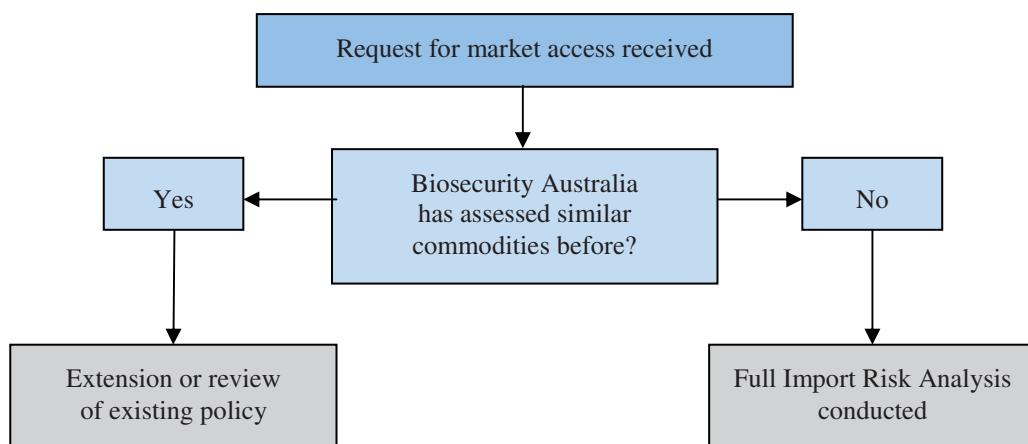 Request for market access received
Biosecurity Australia
has assessed similar
commodities before?
Yes
No
Extension or review
of existing policy
Full Import Risk Analysis
conducted